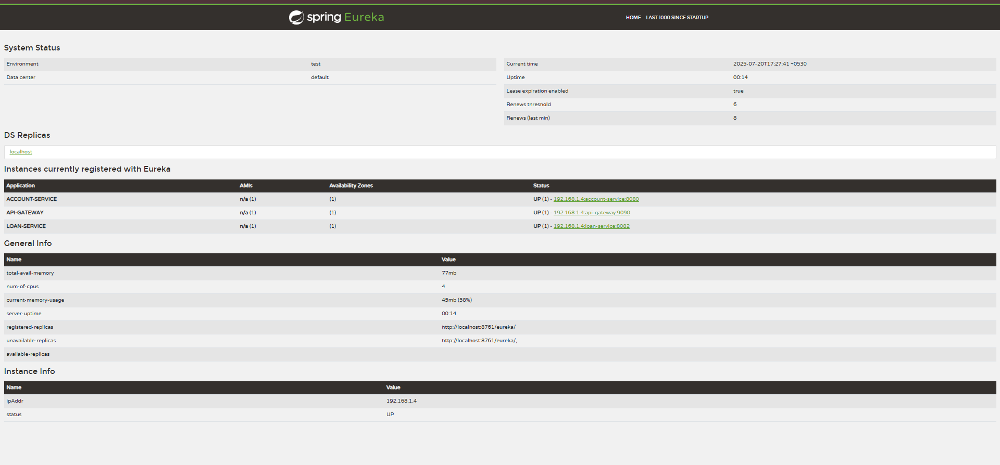 spring Eureka
HOME LAST 1000 SINCE STARTUP
System Status
Environment test
Data center default
Current time 2025-07-20T17:27:41 +0530
Uptime 00:14
Lease expiration enabled true
Renews threshold 6
Renews (last min) 8
DS Replicas
localhost
Instances currently registered with Eureka
Application AMIs Availability Zones Status
ACCOUNT-SERVICE n/a (1) (1) UP (1) - 192.168.1.4:account-service:8080
API-GATEWAY n/a (1) (1) UP (1) - 192.168.1.4:api-gateway:9090
LOAN-SERVICE n/a (1) (1) UP (1) - 192.168.1.4:loan-service:8082
General Info
Name Value
total-avail-memory 77mb
num-of-cpus 4
current-memory-usage 45mb (58%)
server-uptime 00:14
registered-replicas http://localhost:8761/eureka/
unavailable-replicas http://localhost:8761/eureka/,
available-replicas
Instance Info
Name Value
ipAddr 192.168.1.4
status UP